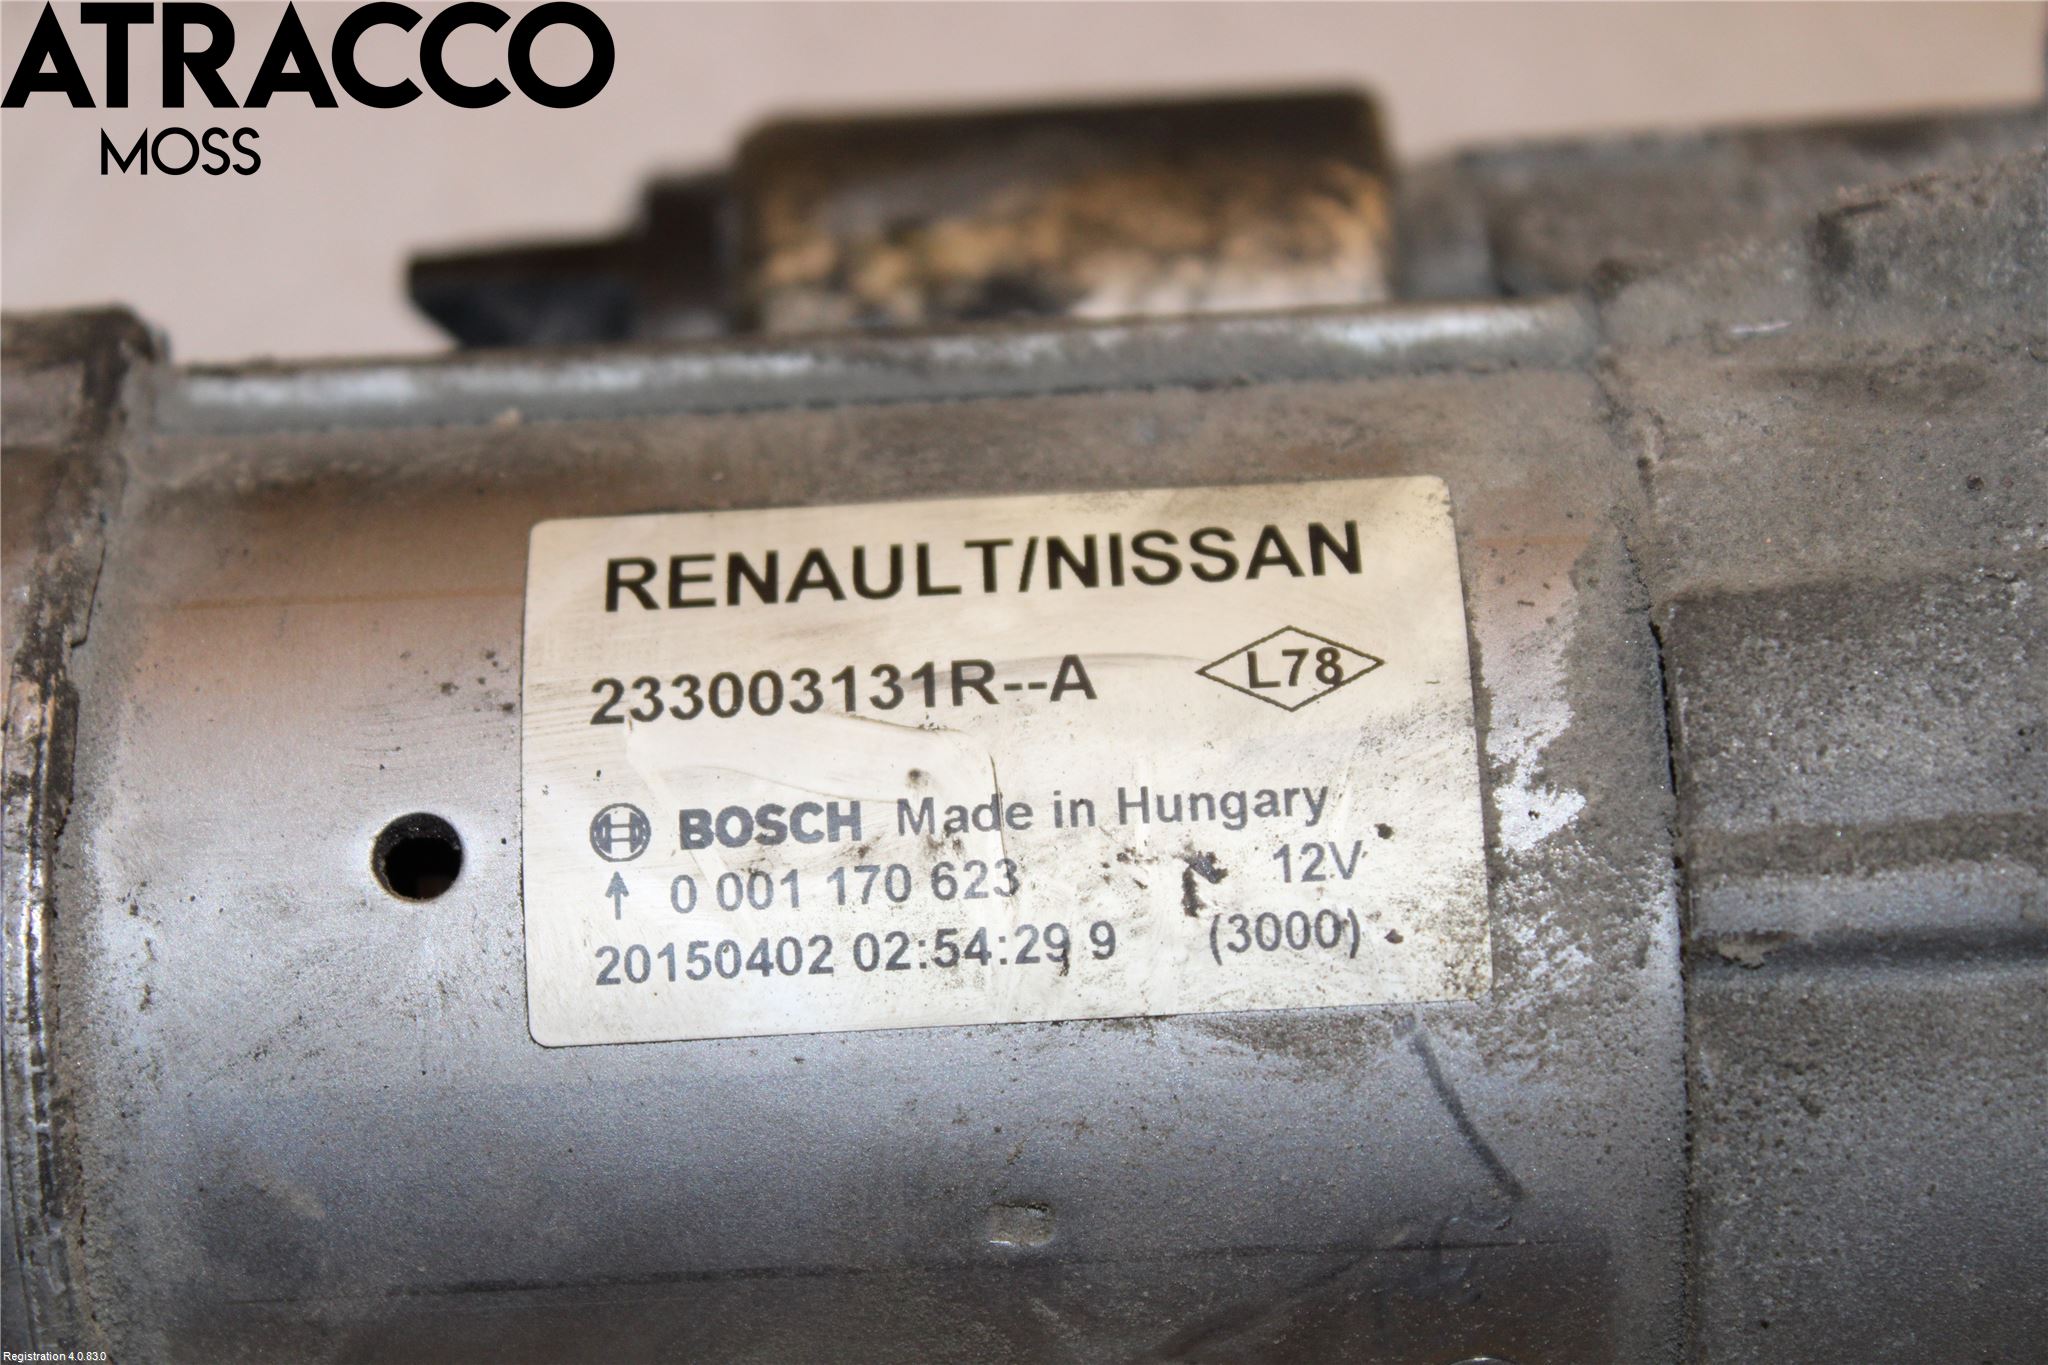 ATRACCO
MOSS
RENAULT/NISSAN
233003131R--A L78
BOSCH Made in Hungary
↑ 0 001 170 623 12V
20150402 02:54:29 9 (3000)
Registration 4.0.83.0